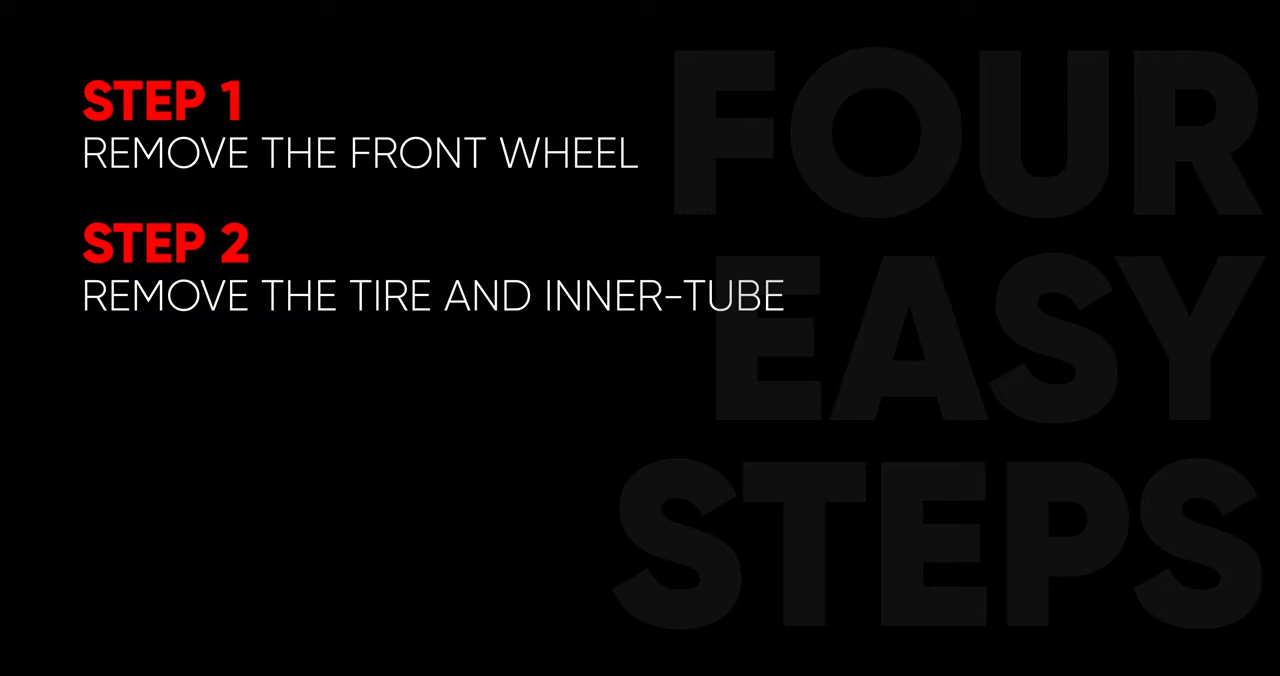 STEP 1
REMOVE THE FRONT WHEEL
STEP 2
REMOVE THE TIRE AND INNER-TUBE
FOUR
EASY
STEPS